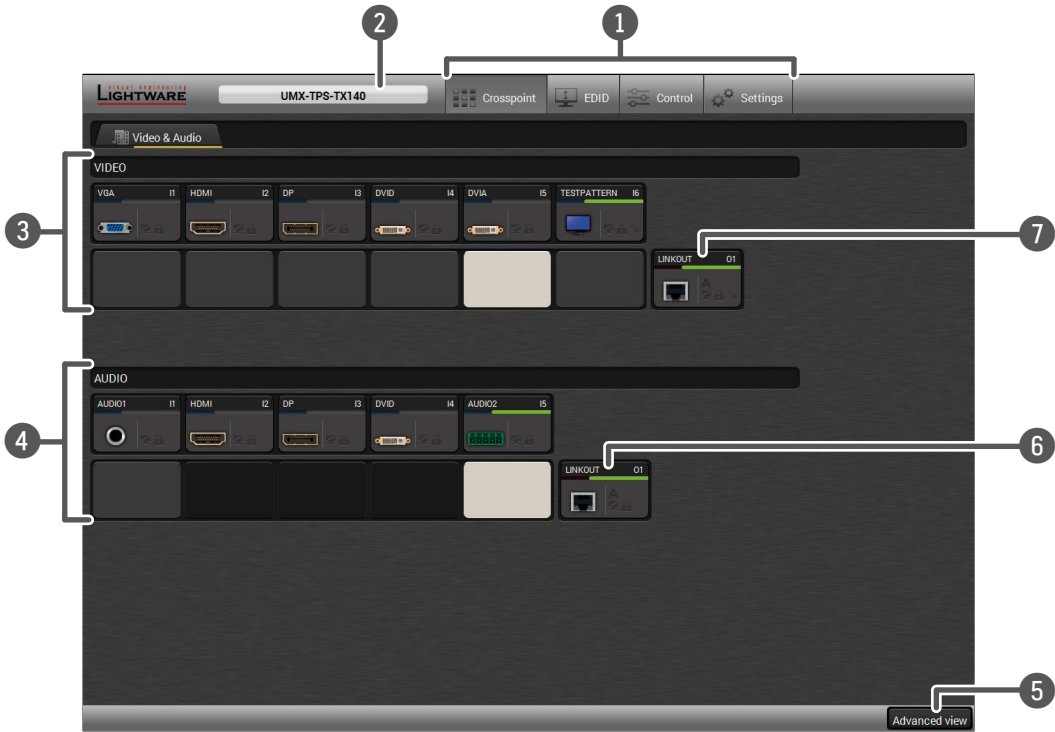 2 1
visual engineering
LIGHTWARE UMX-TPS-TX140 Crosspoint EDID Control Settings
Video & Audio
3
VIDEO
VGA I1 HDMI I2 DP I3 DVID I4 DVIA I5 TESTPATTERN I6
7
LINKOUT O1
A
4
AUDIO
AUDIO1 I1 HDMI I2 DP I3 DVID I4 AUDIO2 I5
6
LINKOUT O1
A
5
Advanced view